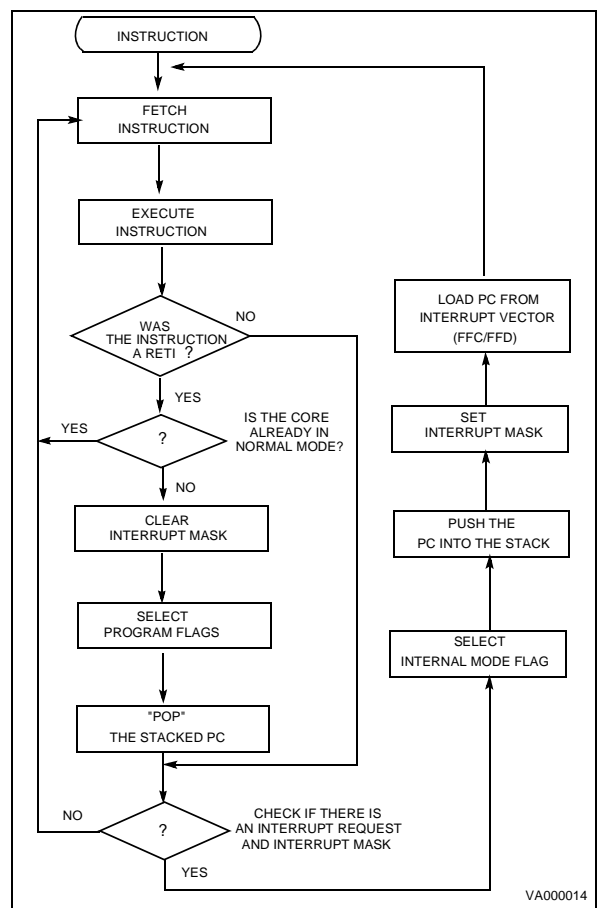 INSTRUCTION
FETCH
INSTRUCTION
EXECUTE
INSTRUCTION
WAS
THE INSTRUCTION
A RETI ?
NO
YES
?
IS THE CORE
ALREADY IN
NORMAL MODE?
YES
NO
CLEAR
INTERRUPT MASK
SELECT
PROGRAM FLAGS
"POP"
THE STACKED PC
?
CHECK IF THERE IS
AN INTERRUPT REQUEST
AND INTERRUPT MASK
NO
YES
LOAD PC FROM
INTERRUPT VECTOR
(FFC/FFD)
SET
INTERRUPT MASK
PUSH THE
PC INTO THE STACK
SELECT
INTERNAL MODE FLAG
VA000014